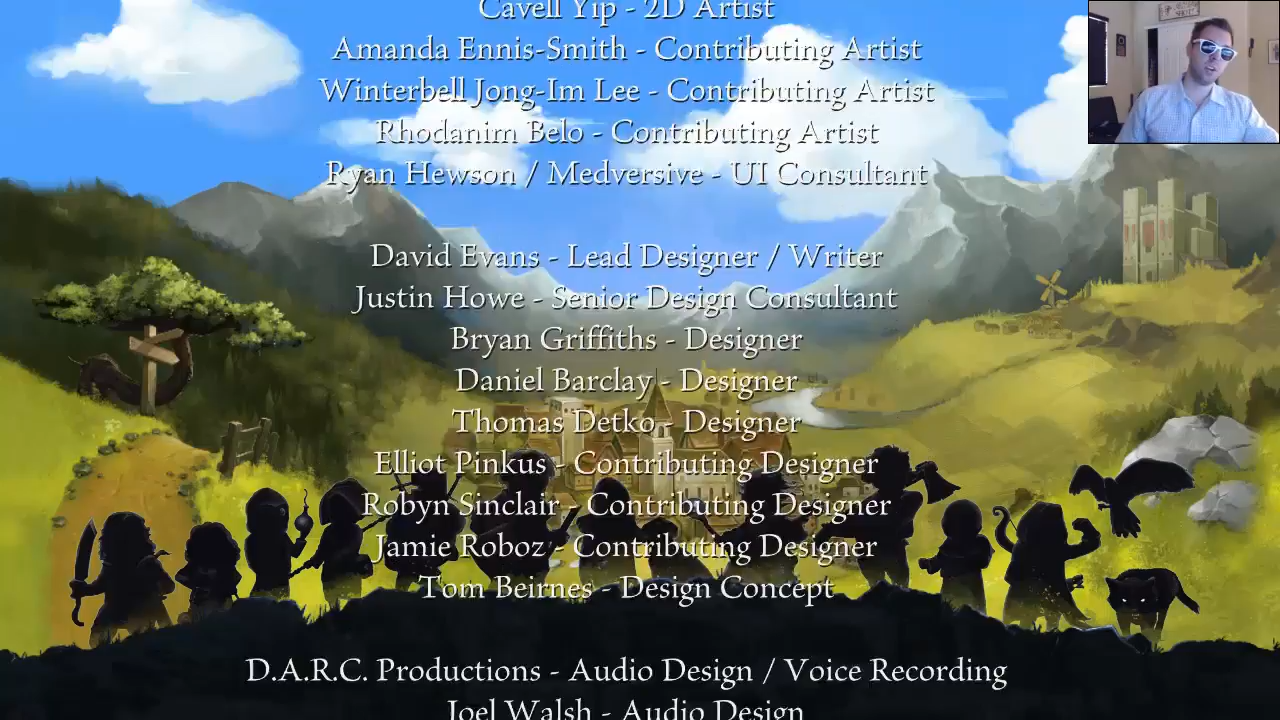 Cavell Yip - 2D Artist
Amanda Ennis-Smith - Contributing Artist
Winterbell Jong-Im Lee - Contributing Artist
Rhodanim Belo - Contributing Artist
Ryan Hewson / Medversive - UI Consultant
David Evans - Lead Designer / Writer
Justin Howe - Senior Design Consultant
Bryan Griffiths - Designer
Daniel Barclay - Designer
Thomas Detko - Designer
Elliot Pinkus - Contributing Designer
Robyn Sinclair - Contributing Designer
Jamie Roboz - Contributing Designer
Tom Beirnes - Design Concept
D.A.R.C. Productions - Audio Design / Voice Recording
Joel Walsh - Audio Design